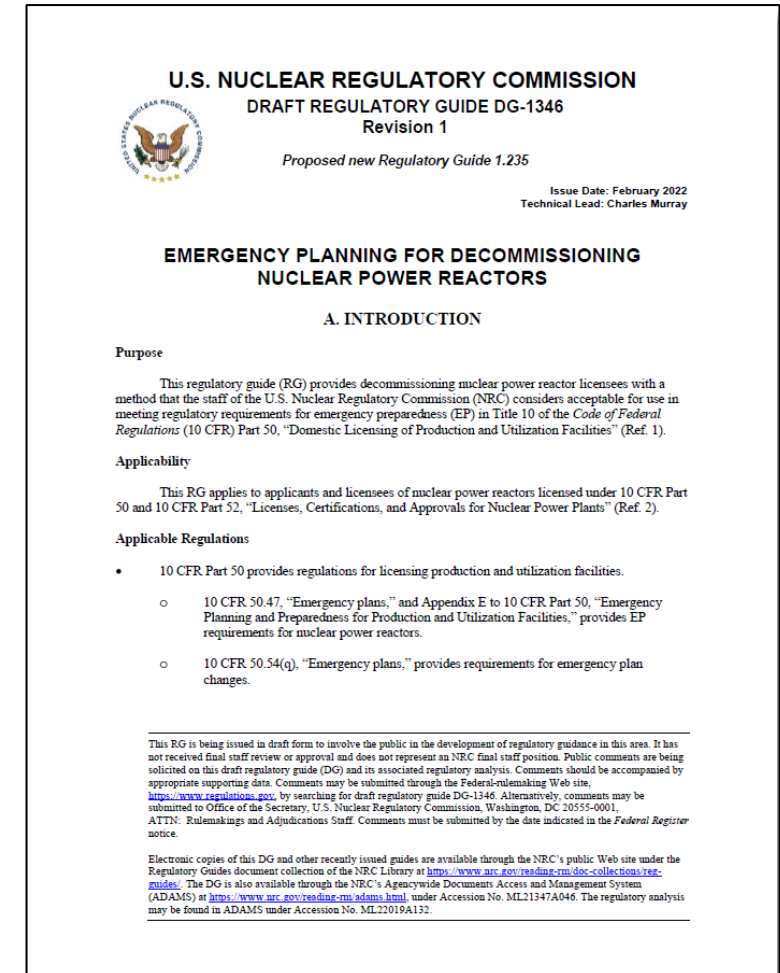 U.S. NUCLEAR REGULATORY COMMISSION
DRAFT REGULATORY GUIDE DG-1346
Revision 1
Proposed new Regulatory Guide 1.235
UNITED STATES NUCLEAR REGULATORY COMMISSION
Issue Date: February 2022
Technical Lead: Charles Murray
EMERGENCY PLANNING FOR DECOMMISSIONING
NUCLEAR POWER REACTORS
A. INTRODUCTION
Purpose
This regulatory guide (RG) provides decommissioning nuclear power reactor licensees with a
method that the staff of the U.S. Nuclear Regulatory Commission (NRC) considers acceptable for use in
meeting regulatory requirements for emergency preparedness (EP) in Title 10 of the Code of Federal
Regulations (10 CFR) Part 50, “Domestic Licensing of Production and Utilization Facilities” (Ref. 1).
Applicability
This RG applies to applicants and licensees of nuclear power reactors licensed under 10 CFR Part
50 and 10 CFR Part 52, “Licenses, Certifications, and Approvals for Nuclear Power Plants” (Ref. 2).
Applicable Regulations
• 10 CFR Part 50 provides regulations for licensing production and utilization facilities.
o 10 CFR 50.47, “Emergency plans,” and Appendix E to 10 CFR Part 50, “Emergency
Planning and Preparedness for Production and Utilization Facilities,” provides EP
requirements for nuclear power reactors.
o 10 CFR 50.54(q), “Emergency plans,” provides requirements for emergency plan
changes.
This RG is being issued in draft form to involve the public in the development of regulatory guidance in this area. It has
not received final staff review or approval and does not represent an NRC final staff position. Public comments are being
solicited on this draft regulatory guide (DG) and its associated regulatory analysis. Comments should be accompanied by
appropriate supporting data. Comments may be submitted through the Federal-rulemaking Web site,
https://www.regulations.gov, by searching for draft regulatory guide DG-1346. Alternatively, comments may be
submitted to Office of the Secretary, U.S. Nuclear Regulatory Commission, Washington, DC 20555-0001,
ATTN: Rulemakings and Adjudications Staff. Comments must be submitted by the date indicated in the Federal Register
notice.
Electronic copies of this DG and other recently issued guides are available through the NRC’s public Web site under the
Regulatory Guides document collection of the NRC Library at https://www.nrc.gov/reading-rm/doc-collections/reg-
guides/. The DG is also available through the NRC’s Agencywide Documents Access and Management System
(ADAMS) at https://www.nrc.gov/reading-rm/adams.html, under Accession No. ML21347A046. The regulatory analysis
may be found in ADAMS under Accession No. ML22019A132.